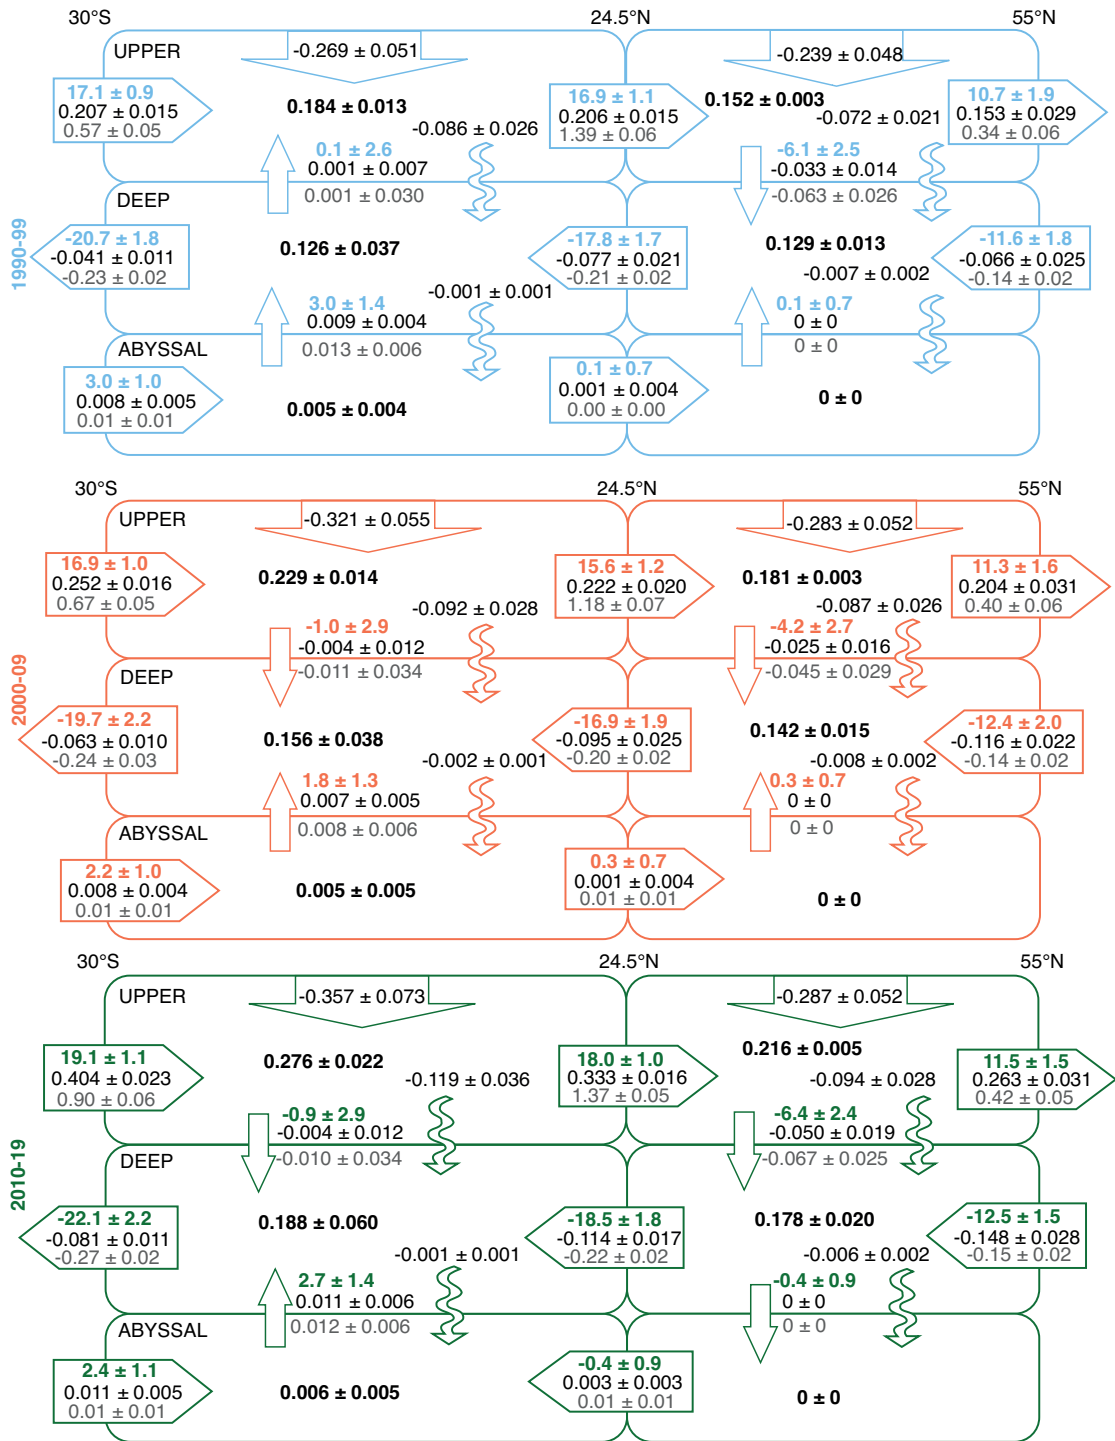 30°S
24.5°N
55°N
1990-99
UPPER
-0.269 ± 0.051
-0.239 ± 0.048
17.1 ± 0.9
0.207 ± 0.015
0.57 ± 0.05
0.184 ± 0.013
-0.086 ± 0.026
16.9 ± 1.1
0.206 ± 0.015
1.39 ± 0.06
0.152 ± 0.003
-0.072 ± 0.021
10.7 ± 1.9
0.153 ± 0.029
0.34 ± 0.06
0.1 ± 2.6
0.001 ± 0.007
0.001 ± 0.030
-6.1 ± 2.5
-0.033 ± 0.014
-0.063 ± 0.026
DEEP
-20.7 ± 1.8
-0.041 ± 0.011
-0.23 ± 0.02
0.126 ± 0.037
-0.001 ± 0.001
-17.8 ± 1.7
-0.077 ± 0.021
-0.21 ± 0.02
0.129 ± 0.013
-0.007 ± 0.002
-11.6 ± 1.8
-0.066 ± 0.025
-0.14 ± 0.02
3.0 ± 1.4
0.009 ± 0.004
0.013 ± 0.006
0.1 ± 0.7
0 ± 0
0 ± 0
ABYSSAL
3.0 ± 1.0
0.008 ± 0.005
0.01 ± 0.01
0.005 ± 0.004
0.1 ± 0.7
0.001 ± 0.004
0.00 ± 0.00
0 ± 0
30°S
24.5°N
55°N
2000-09
UPPER
-0.321 ± 0.055
-0.283 ± 0.052
16.9 ± 1.0
0.252 ± 0.016
0.67 ± 0.05
0.229 ± 0.014
-0.092 ± 0.028
15.6 ± 1.2
0.222 ± 0.020
1.18 ± 0.07
0.181 ± 0.003
-0.087 ± 0.026
11.3 ± 1.6
0.204 ± 0.031
0.40 ± 0.06
-1.0 ± 2.9
-0.004 ± 0.012
-0.011 ± 0.034
-4.2 ± 2.7
-0.025 ± 0.016
-0.045 ± 0.029
DEEP
-19.7 ± 2.2
-0.063 ± 0.010
-0.24 ± 0.03
0.156 ± 0.038
-0.002 ± 0.001
-16.9 ± 1.9
-0.095 ± 0.025
-0.20 ± 0.02
0.142 ± 0.015
-0.008 ± 0.002
-12.4 ± 2.0
-0.116 ± 0.022
-0.14 ± 0.02
1.8 ± 1.3
0.007 ± 0.005
0.008 ± 0.006
0.3 ± 0.7
0 ± 0
0 ± 0
ABYSSAL
2.2 ± 1.0
0.008 ± 0.004
0.01 ± 0.01
0.005 ± 0.005
0.3 ± 0.7
0.001 ± 0.004
0.01 ± 0.01
0 ± 0
30°S
24.5°N
55°N
2010-19
UPPER
-0.357 ± 0.073
-0.287 ± 0.052
19.1 ± 1.1
0.404 ± 0.023
0.90 ± 0.06
0.276 ± 0.022
-0.119 ± 0.036
18.0 ± 1.0
0.333 ± 0.016
1.37 ± 0.05
0.216 ± 0.005
-0.094 ± 0.028
11.5 ± 1.5
0.263 ± 0.031
0.42 ± 0.05
-0.9 ± 2.9
-0.004 ± 0.012
-0.010 ± 0.034
-6.4 ± 2.4
-0.050 ± 0.019
-0.067 ± 0.025
DEEP
-22.1 ± 2.2
-0.081 ± 0.011
-0.27 ± 0.02
0.188 ± 0.060
-0.001 ± 0.001
-18.5 ± 1.8
-0.114 ± 0.017
-0.22 ± 0.02
0.178 ± 0.020
-0.006 ± 0.002
-12.5 ± 1.5
-0.148 ± 0.028
-0.15 ± 0.02
2.7 ± 1.4
0.011 ± 0.006
0.012 ± 0.006
-0.4 ± 0.9
0 ± 0
0 ± 0
ABYSSAL
2.4 ± 1.1
0.011 ± 0.005
0.01 ± 0.01
0.006 ± 0.005
-0.4 ± 0.9
0.003 ± 0.003
0.01 ± 0.01
0 ± 0